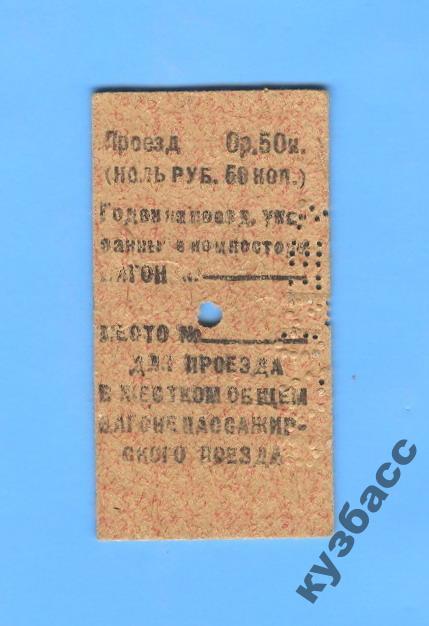 Проезд 0р.50к.
(ноль РУБ. 50 коп.)
Годен на поезд, ука-
занный в компостере
ВАГОН №
МЕСТО №
ДЛЯ ПРОЕЗДА
В ЖЕСТКОМ ОБЩЕМ
ВАГОНЕ ПАССАЖИР-
СКОГО ПОЕЗДА
кузбасс